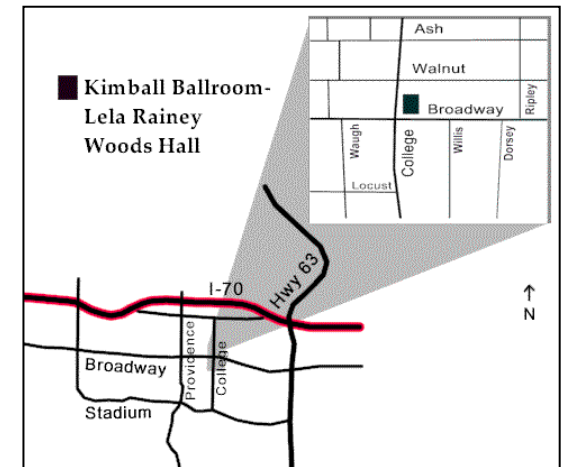 Kimball Ballroom-
Lela Rainey
Woods Hall
Ash
Walnut
Broadway
Ripley
Waugh
College
Willis
Dorsey
Locust
I-70
Hwy 63
N
Broadway
Providence
College
Stadium